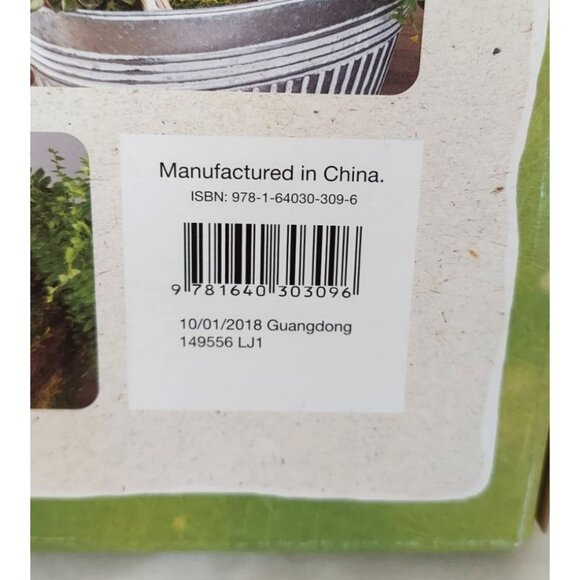 Manufactured in China.
ISBN: 978-1-64030-309-6
9 781640 303096
10/01/2018 Guangdong
149556 LJ1